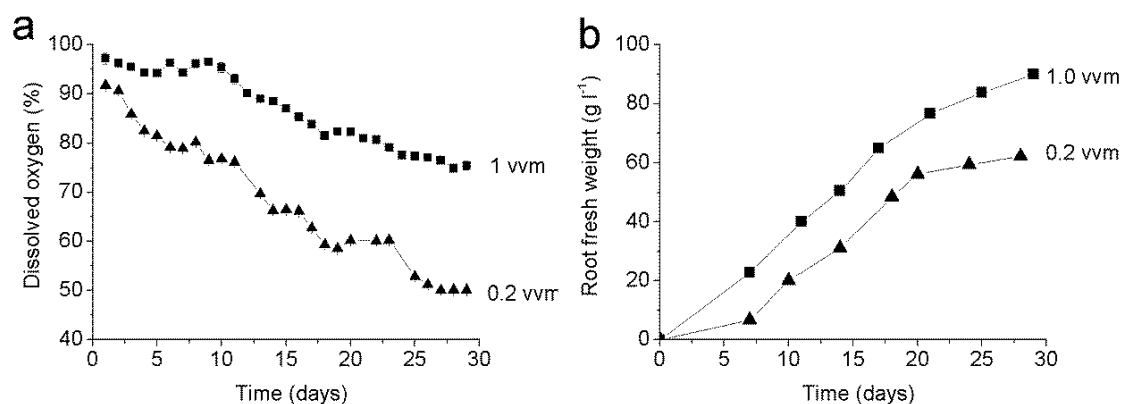 a
100
90
80
70
60
50
40
Dissolved oxygen (%)
1 vvm
0.2 vvm
0 5 10 15 20 25 30
Time (days)
b
100
80
60
40
20
0
Root fresh weight (g l⁻¹)
1.0 vvm
0.2 vvm
0 5 10 15 20 25 30
Time (days)